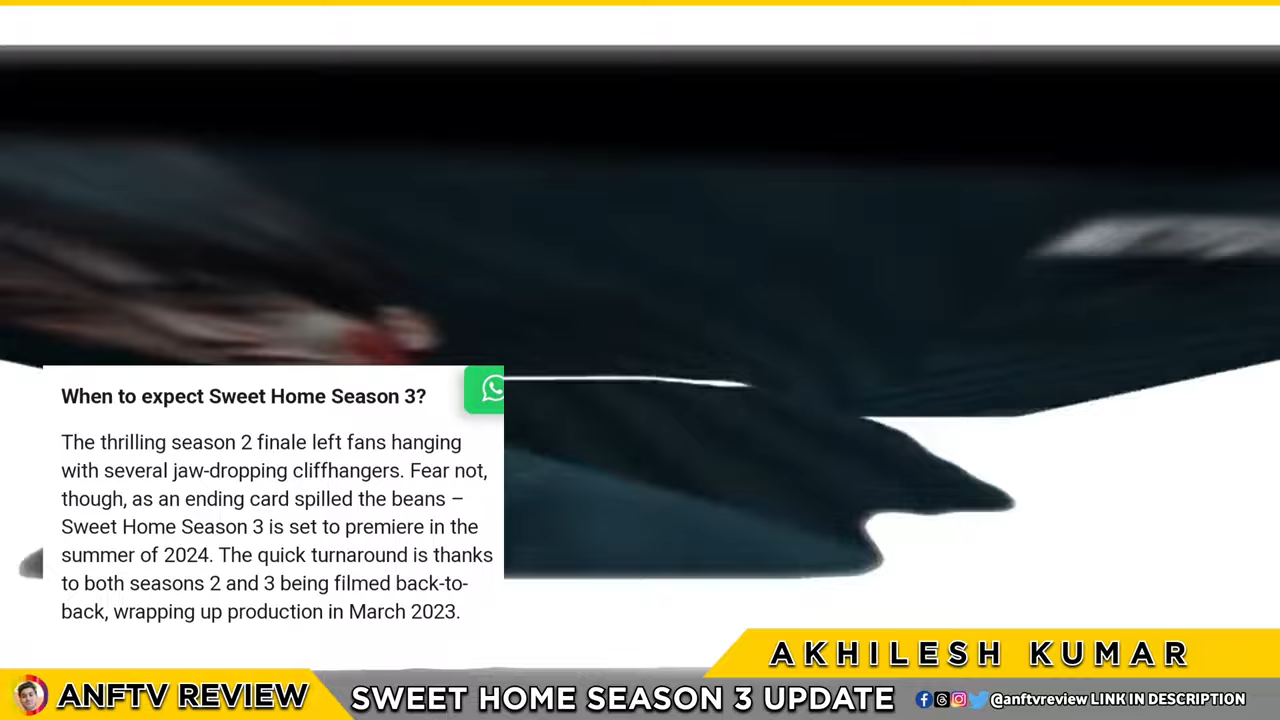 When to expect Sweet Home Season 3?
The thrilling season 2 finale left fans hanging
with several jaw-dropping cliffhangers. Fear not,
though, as an ending card spilled the beans –
Sweet Home Season 3 is set to premiere in the
summer of 2024. The quick turnaround is thanks
to both seasons 2 and 3 being filmed back-to-
back, wrapping up production in March 2023.
AKHILESH KUMAR
ANFTV REVIEW
SWEET HOME SEASON 3 UPDATE
@anftvreview LINK IN DESCRIPTION